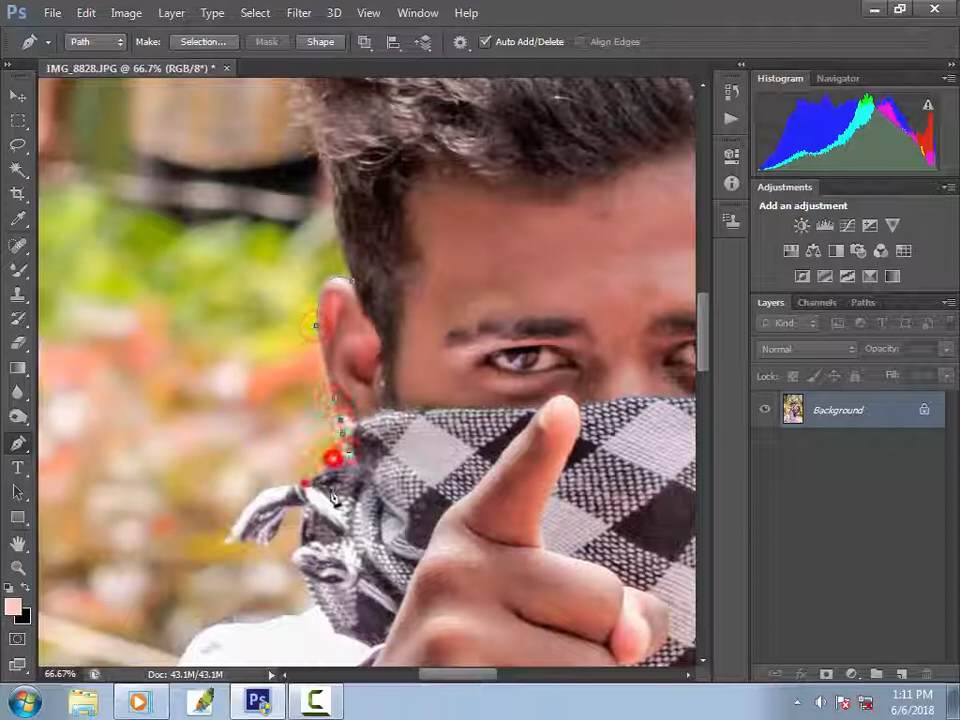 Ps File Edit Image Layer Type Select Filter 3D View Window Help
Path Make: Selection... Mask Shape Auto Add/Delete Align Edges
IMG_8828.JPG @ 66.7% (RGB/8*) * ×
Histogram Navigator
Adjustments
Add an adjustment
Layers Channels Paths
Kind
Normal Opacity:
Lock: Fill:
Background
66.67% Doc: 43.1M/43.1M
Ps
1:11 PM
6/6/2018